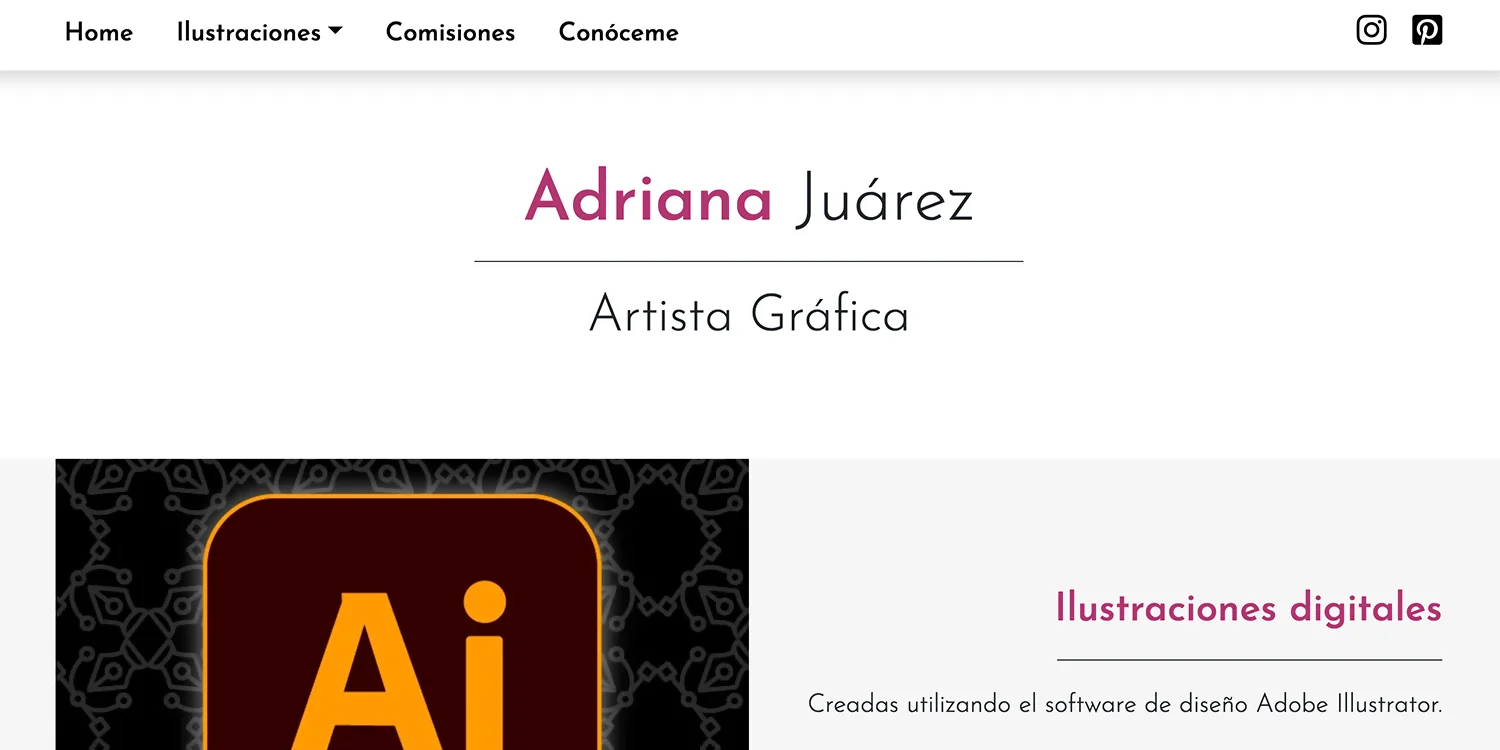 Home Ilustraciones Comisiones Conóceme
Adriana Juárez
Artista Gráfica
Ai
Ilustraciones digitales
Creadas utilizando el software de diseño Adobe Illustrator.